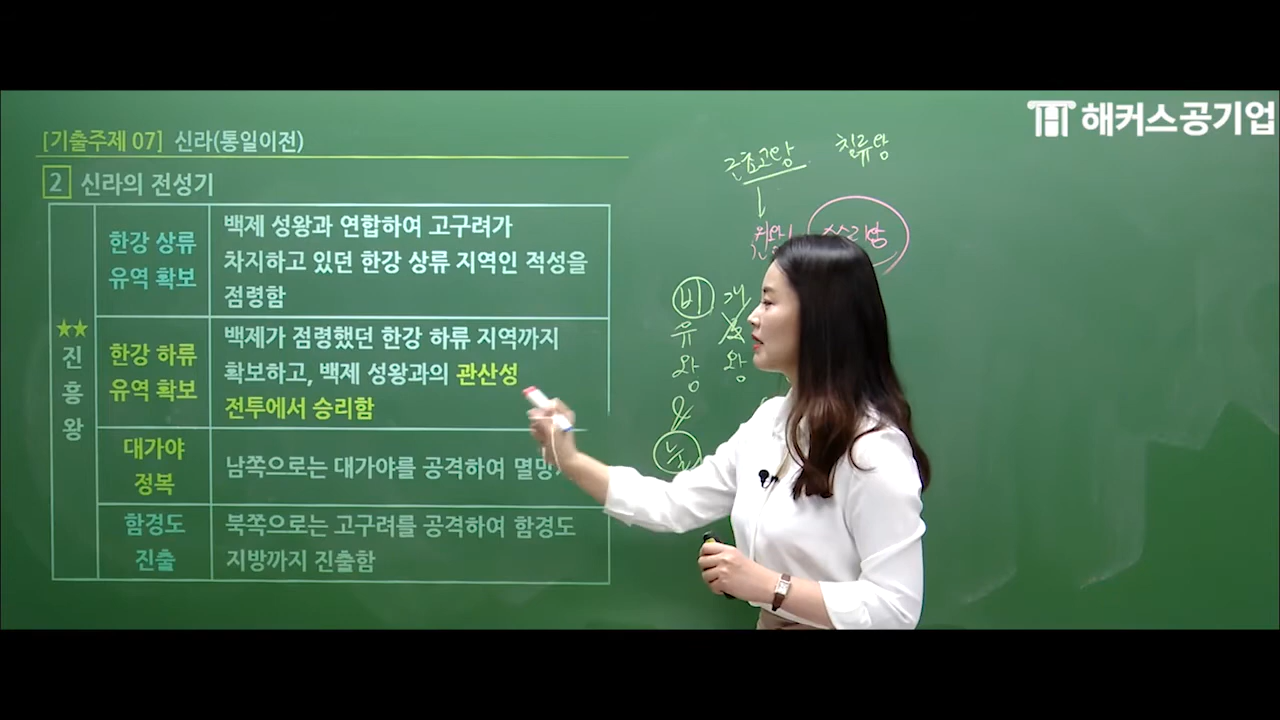 해커스공기업
[기출주제 07] 신라(통일이전)
2 신라의 전성기
★★
진
흥
왕
한강 상류
유역 확보
백제 성왕과 연합하여 고구려가
차지하고 있던 한강 상류 지역인 적성을
점령함
한강 하류
유역 확보
백제가 점령했던 한강 하류 지역까지
확보하고, 백제 성왕과의 관산성
전투에서 승리함
대가야
정복
남쪽으로는 대가야를 공격하여
함경도
진출
북쪽으로는 고구려를 공격하여 함경도
지방까지 진출함
근초고왕
침류왕
비
유
왕
개
왕